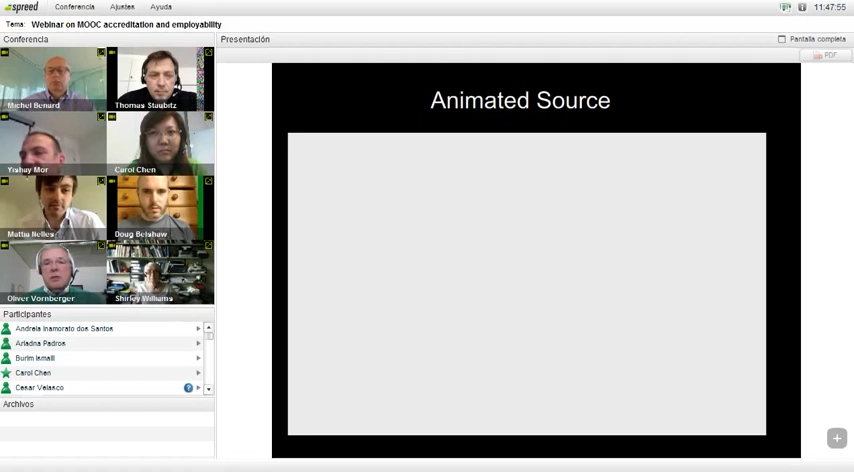 spreed
Conferencia Ajustes Ayuda
11:47:55
Tema: Webinar on MOOC accreditation and employability
Conferencia
Presentación
Pantalla completa
PDF
Michel Benard
Thomas Staubitz
Yishay Mor
Carol Chen
Mattia Nelles
Doug Belshaw
Oliver Vornberger
Shirley Williams
Animated Source
Participantes
Andreia Inamorato dos Santos
Ariadna Padros
Burim Ismaili
Carol Chen
Cesar Velasco
Archivos